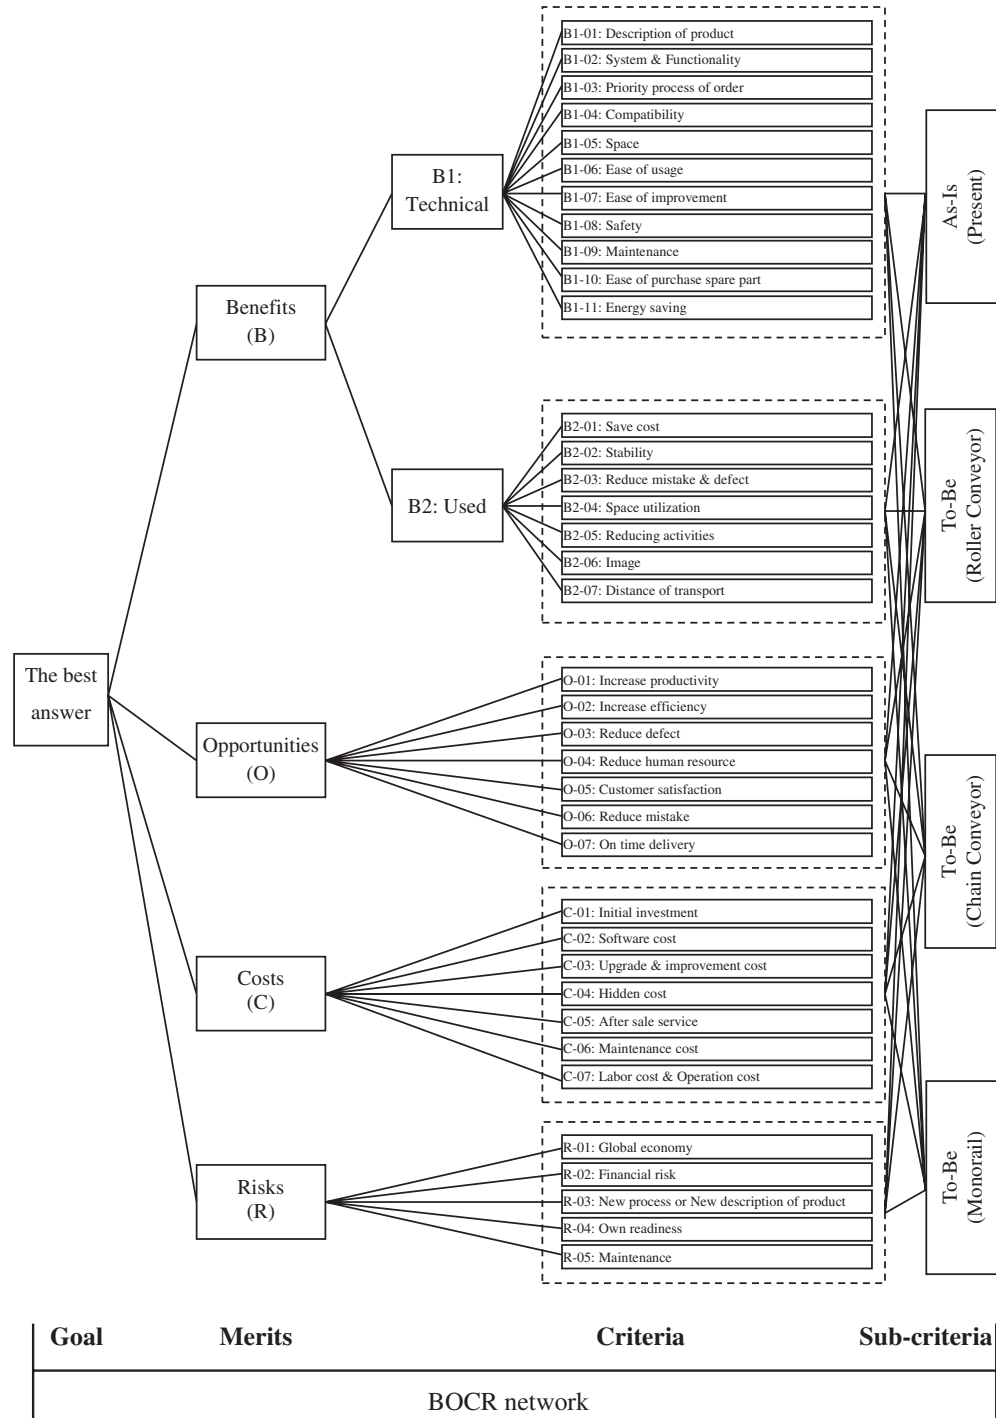 The best
answer
Benefits
(B)
Opportunities
(O)
Costs
(C)
Risks
(R)
B1:
Technical
B2: Used
B1-01: Description of product
B1-02: System & Functionality
B1-03: Priority process of order
B1-04: Compatibility
B1-05: Space
B1-06: Ease of usage
B1-07: Ease of improvement
B1-08: Safety
B1-09: Maintenance
B1-10: Ease of purchase spare part
B1-11: Energy saving
B2-01: Save cost
B2-02: Stability
B2-03: Reduce mistake & defect
B2-04: Space utilization
B2-05: Reducing activities
B2-06: Image
B2-07: Distance of transport
O-01: Increase productivity
O-02: Increase efficiency
O-03: Reduce defect
O-04: Reduce human resource
O-05: Customer satisfaction
O-06: Reduce mistake
O-07: On time delivery
C-01: Initial investment
C-02: Software cost
C-03: Upgrade & improvement cost
C-04: Hidden cost
C-05: After sale service
C-06: Maintenance cost
C-07: Labor cost & Operation cost
R-01: Global economy
R-02: Financial risk
R-03: New process or New description of product
R-04: Own readiness
R-05: Maintenance
As-Is
(Present)
To-Be
(Roller Conveyor)
To-Be
(Chain Conveyor)
To-Be
(Monorail)
Goal Merits Criteria Sub-criteria
BOCR network